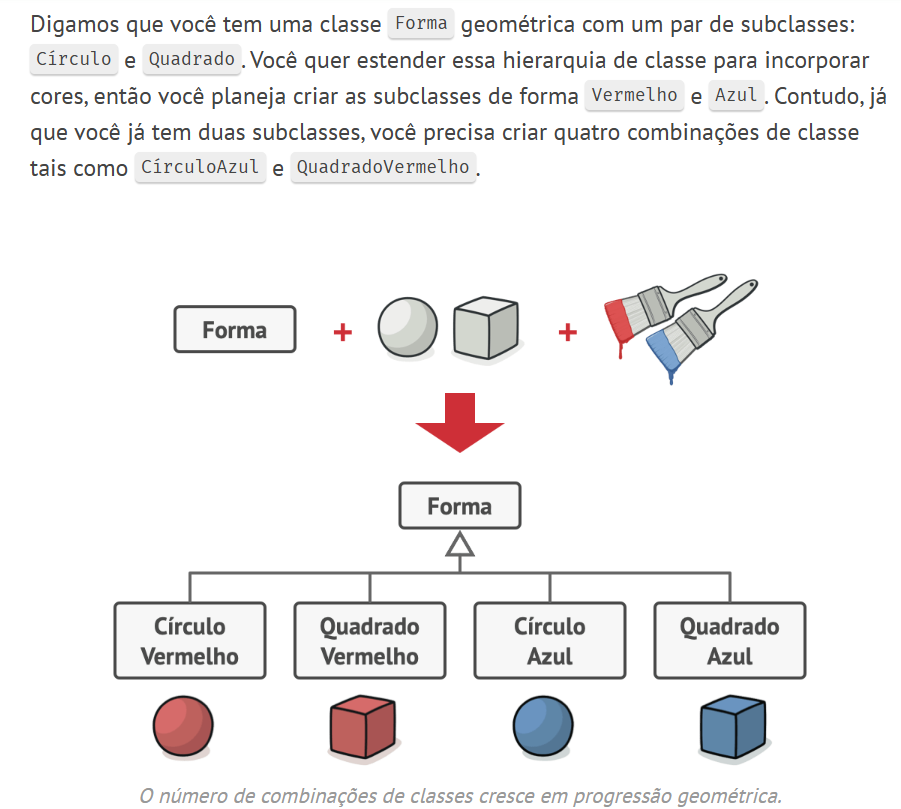 Digamos que você tem uma classe Forma geométrica com um par de subclasses:
Círculo e Quadrado. Você quer estender essa hierarquia de classe para incorporar
cores, então você planeja criar as subclasses de forma Vermelho e Azul. Contudo, já
que você já tem duas subclasses, você precisa criar quatro combinações de classe
tais como CírculoAzul e QuadradoVermelho.
Forma
+
+
Forma
Círculo
Vermelho
Quadrado
Vermelho
Círculo
Azul
Quadrado
Azul
O número de combinações de classes cresce em progressão geométrica.